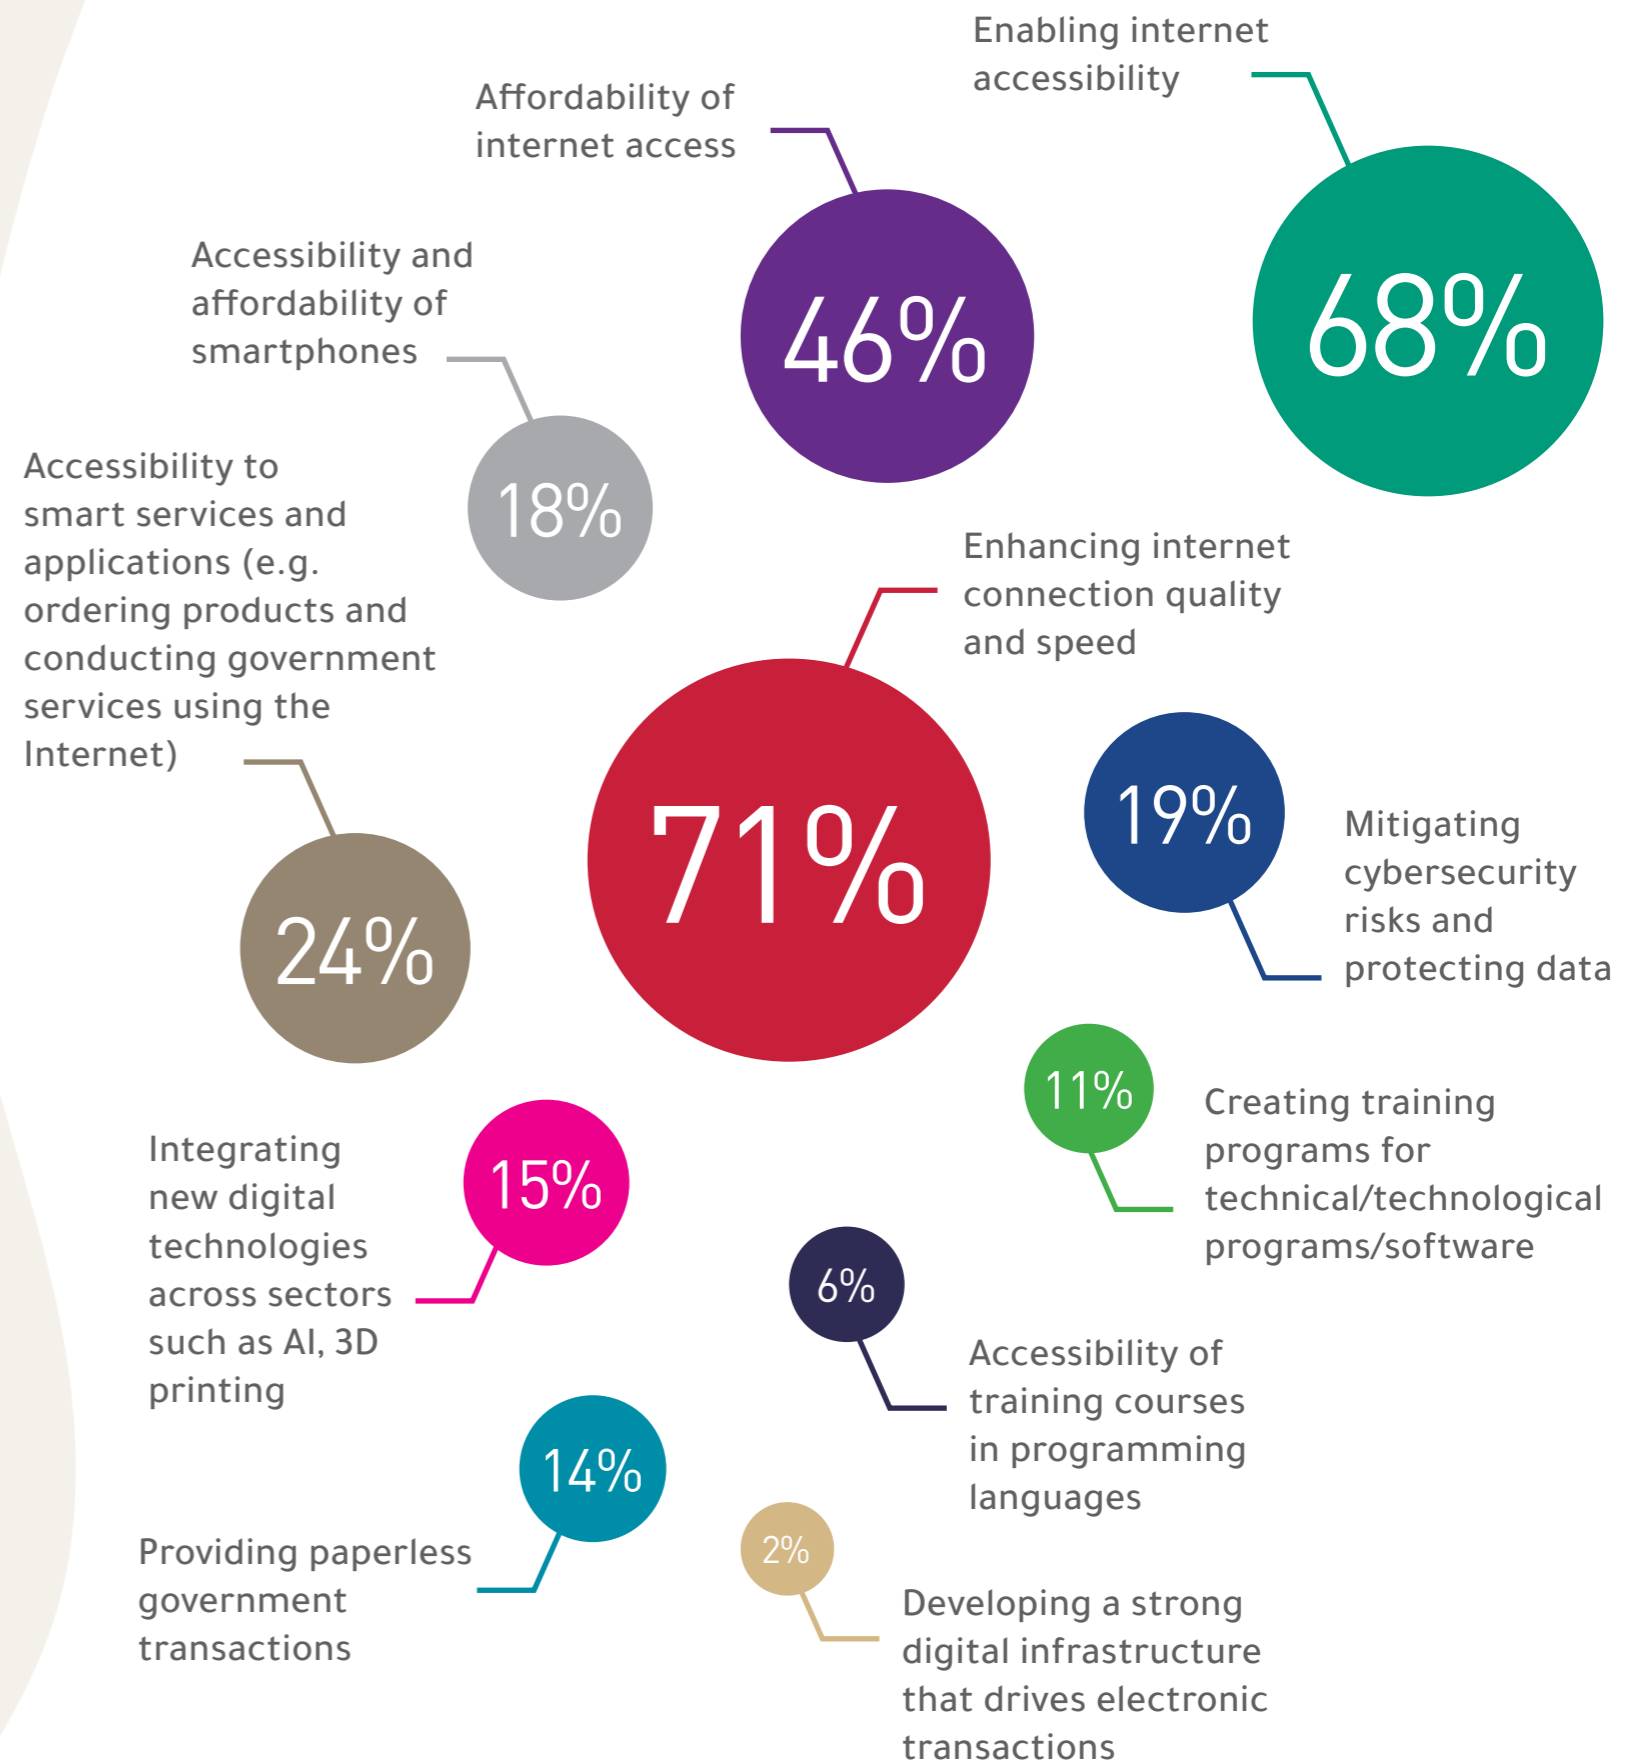 Enabling internet
accessibility
68%
Affordability of
internet access
46%
Accessibility and
affordability of
smartphones
18%
Accessibility to
smart services and
applications (e.g.
ordering products and
conducting government
services using the
Internet)
24%
Enhancing internet
connection quality
and speed
71%
19%
Mitigating
cybersecurity
risks and
protecting data
11%
Creating training
programs for
technical/technological
programs/software
Integrating
new digital
technologies
across sectors
such as AI, 3D
printing
15%
6%
Accessibility of
training courses
in programming
languages
14%
Providing paperless
government
transactions
2%
Developing a strong
digital infrastructure
that drives electronic
transactions